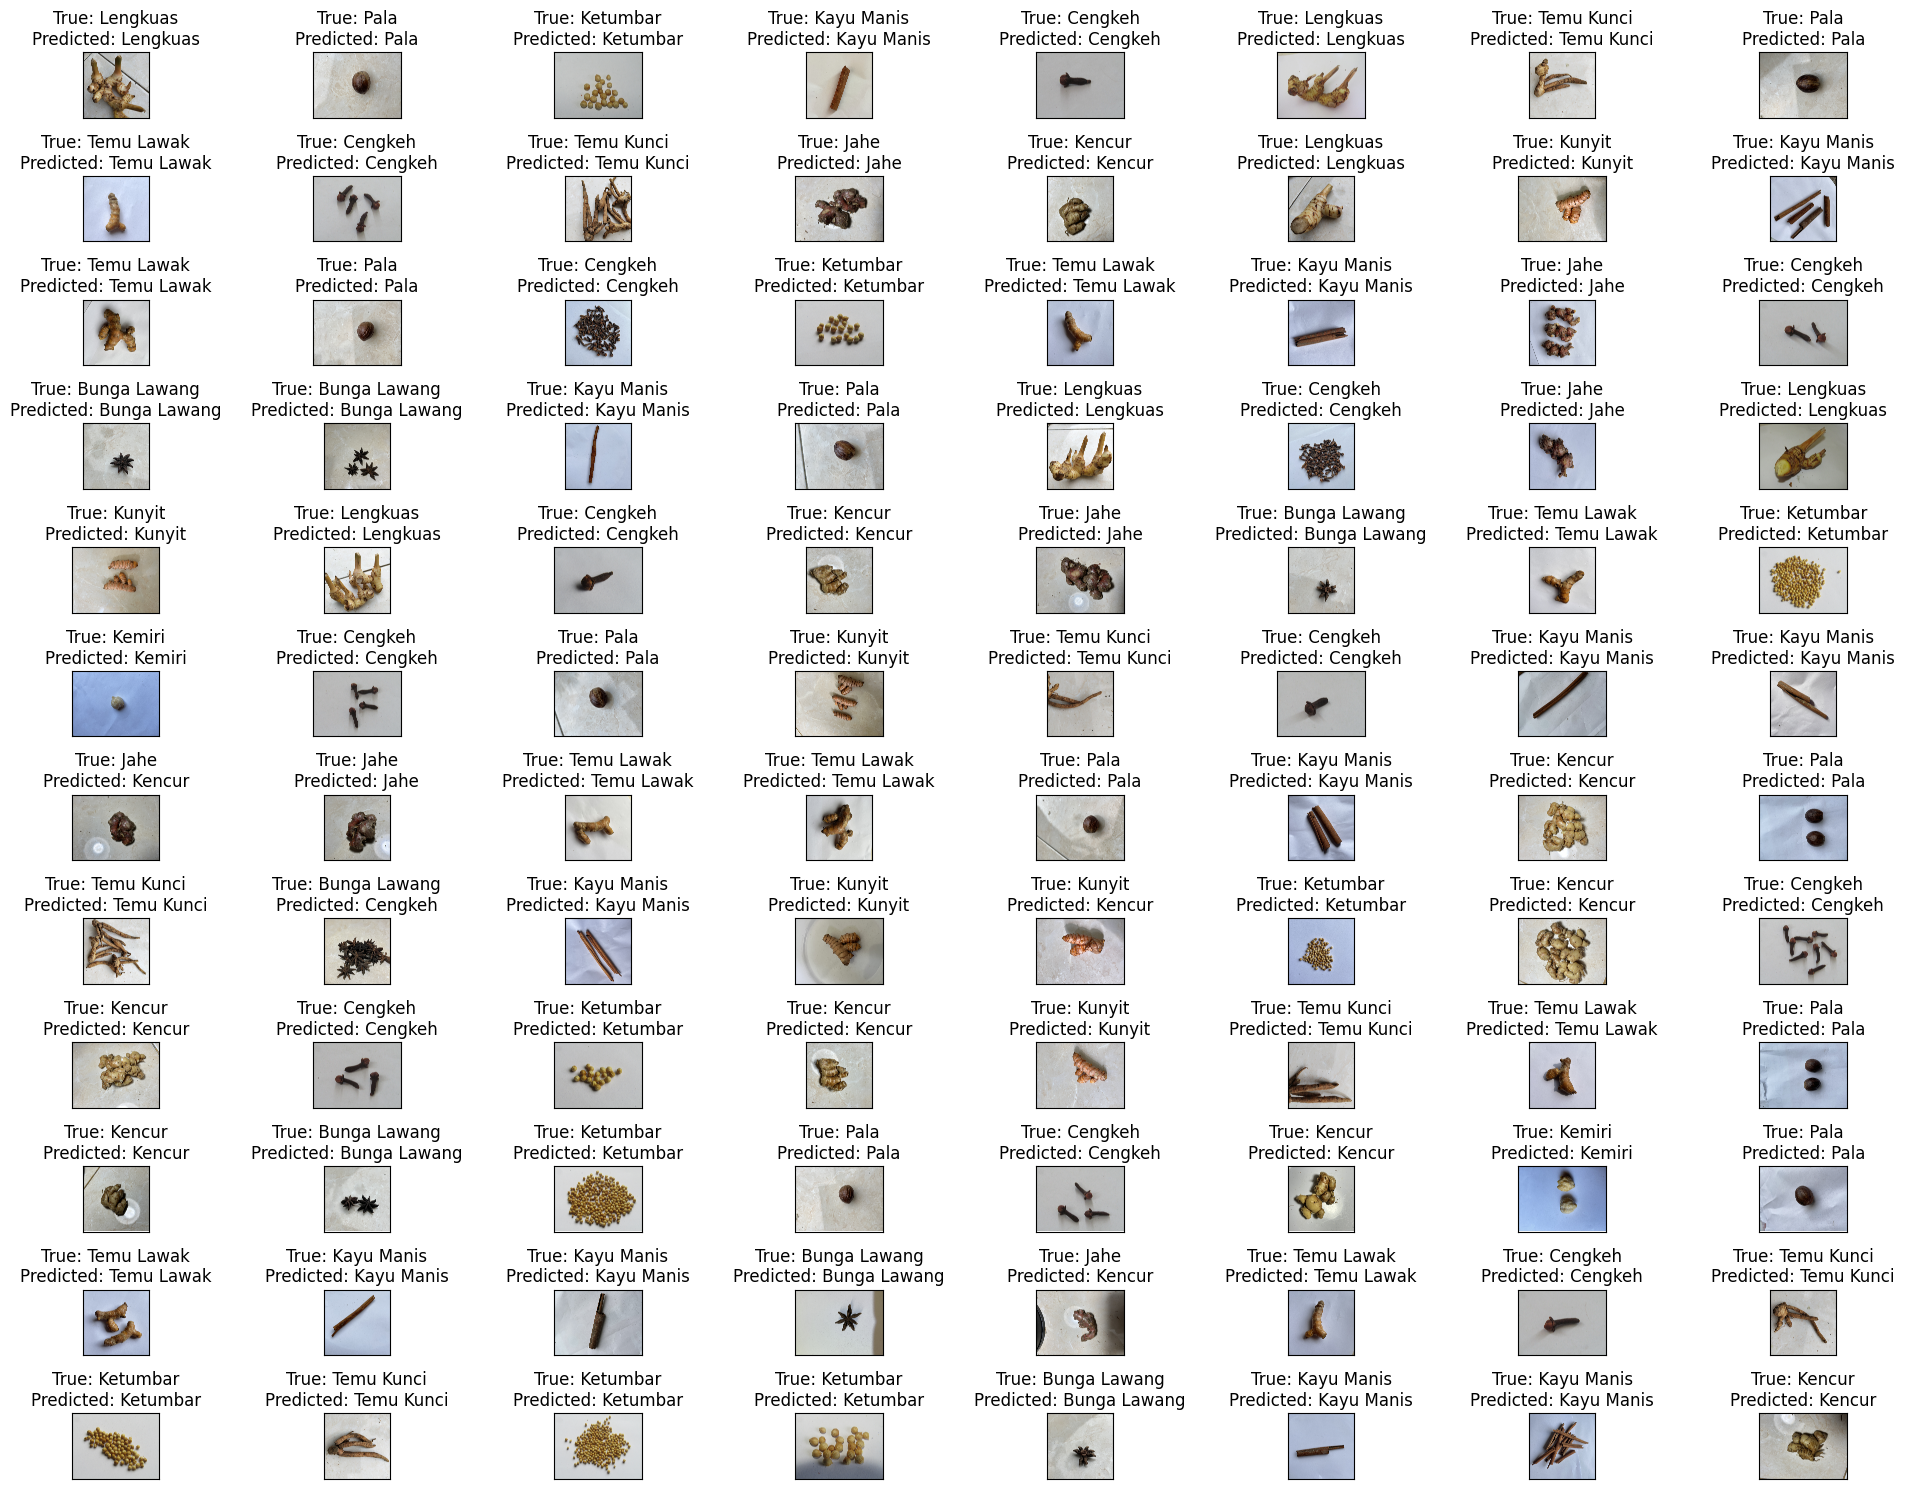 True: Lengkuas
Predicted: Lengkuas
True: Pala
Predicted: Pala
True: Ketumbar
Predicted: Ketumbar
True: Kayu Manis
Predicted: Kayu Manis
True: Cengkeh
Predicted: Cengkeh
True: Lengkuas
Predicted: Lengkuas
True: Temu Kunci
Predicted: Temu Kunci
True: Pala
Predicted: Pala
True: Temu Lawak
Predicted: Temu Lawak
True: Cengkeh
Predicted: Cengkeh
True: Temu Kunci
Predicted: Temu Kunci
True: Jahe
Predicted: Jahe
True: Kencur
Predicted: Kencur
True: Lengkuas
Predicted: Lengkuas
True: Kunyit
Predicted: Kunyit
True: Kayu Manis
Predicted: Kayu Manis
True: Temu Lawak
Predicted: Temu Lawak
True: Pala
Predicted: Pala
True: Cengkeh
Predicted: Cengkeh
True: Ketumbar
Predicted: Ketumbar
True: Temu Lawak
Predicted: Temu Lawak
True: Kayu Manis
Predicted: Kayu Manis
True: Jahe
Predicted: Jahe
True: Cengkeh
Predicted: Cengkeh
True: Bunga Lawang
Predicted: Bunga Lawang
True: Bunga Lawang
Predicted: Bunga Lawang
True: Kayu Manis
Predicted: Kayu Manis
True: Pala
Predicted: Pala
True: Lengkuas
Predicted: Lengkuas
True: Cengkeh
Predicted: Cengkeh
True: Jahe
Predicted: Jahe
True: Lengkuas
Predicted: Lengkuas
True: Kunyit
Predicted: Kunyit
True: Lengkuas
Predicted: Lengkuas
True: Cengkeh
Predicted: Cengkeh
True: Kencur
Predicted: Kencur
True: Jahe
Predicted: Jahe
True: Bunga Lawang
Predicted: Bunga Lawang
True: Temu Lawak
Predicted: Temu Lawak
True: Ketumbar
Predicted: Ketumbar
True: Kemiri
Predicted: Kemiri
True: Cengkeh
Predicted: Cengkeh
True: Pala
Predicted: Pala
True: Kunyit
Predicted: Kunyit
True: Temu Kunci
Predicted: Temu Kunci
True: Cengkeh
Predicted: Cengkeh
True: Kayu Manis
Predicted: Kayu Manis
True: Kayu Manis
Predicted: Kayu Manis
True: Jahe
Predicted: Kencur
True: Jahe
Predicted: Jahe
True: Temu Lawak
Predicted: Temu Lawak
True: Temu Lawak
Predicted: Temu Lawak
True: Pala
Predicted: Pala
True: Kayu Manis
Predicted: Kayu Manis
True: Kencur
Predicted: Kencur
True: Pala
Predicted: Pala
True: Temu Kunci
Predicted: Temu Kunci
True: Bunga Lawang
Predicted: Cengkeh
True: Kayu Manis
Predicted: Kayu Manis
True: Kunyit
Predicted: Kunyit
True: Kunyit
Predicted: Kencur
True: Ketumbar
Predicted: Ketumbar
True: Kencur
Predicted: Kencur
True: Cengkeh
Predicted: Cengkeh
True: Kencur
Predicted: Kencur
True: Cengkeh
Predicted: Cengkeh
True: Ketumbar
Predicted: Ketumbar
True: Kencur
Predicted: Kencur
True: Kunyit
Predicted: Kunyit
True: Temu Kunci
Predicted: Temu Kunci
True: Temu Lawak
Predicted: Temu Lawak
True: Pala
Predicted: Pala
True: Kencur
Predicted: Kencur
True: Bunga Lawang
Predicted: Bunga Lawang
True: Ketumbar
Predicted: Ketumbar
True: Pala
Predicted: Pala
True: Cengkeh
Predicted: Cengkeh
True: Kencur
Predicted: Kencur
True: Kemiri
Predicted: Kemiri
True: Pala
Predicted: Pala
True: Temu Lawak
Predicted: Temu Lawak
True: Kayu Manis
Predicted: Kayu Manis
True: Kayu Manis
Predicted: Kayu Manis
True: Bunga Lawang
Predicted: Bunga Lawang
True: Jahe
Predicted: Kencur
True: Temu Lawak
Predicted: Temu Lawak
True: Cengkeh
Predicted: Cengkeh
True: Temu Kunci
Predicted: Temu Kunci
True: Ketumbar
Predicted: Ketumbar
True: Temu Kunci
Predicted: Temu Kunci
True: Ketumbar
Predicted: Ketumbar
True: Ketumbar
Predicted: Ketumbar
True: Bunga Lawang
Predicted: Bunga Lawang
True: Kayu Manis
Predicted: Kayu Manis
True: Kayu Manis
Predicted: Kayu Manis
True: Kencur
Predicted: Kencur